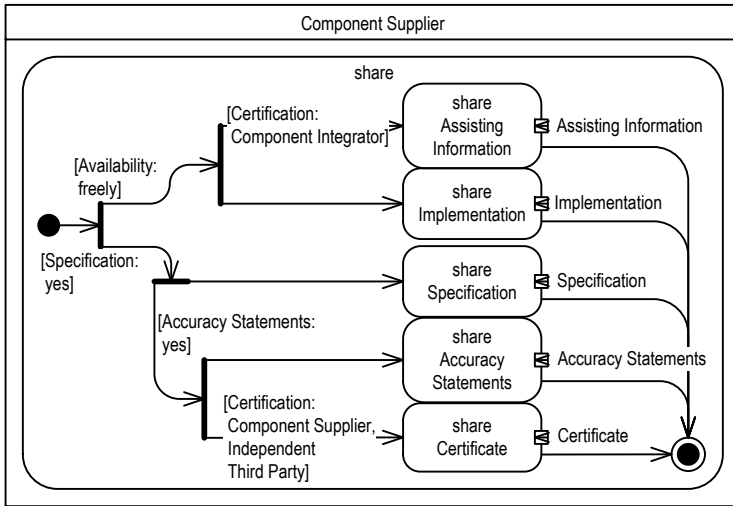 Component Supplier
share
[Certification:
Component Integrator]
share
Assisting
Information
Assisting Information
[Availability:
freely]
share
Implementation
Implementation
[Specification:
yes]
share
Specification
Specification
[Accuracy Statements:
yes]
share
Accuracy
Statements
Accuracy Statements
[Certification:
Component Supplier,
Independent
Third Party]
share
Certificate
Certificate